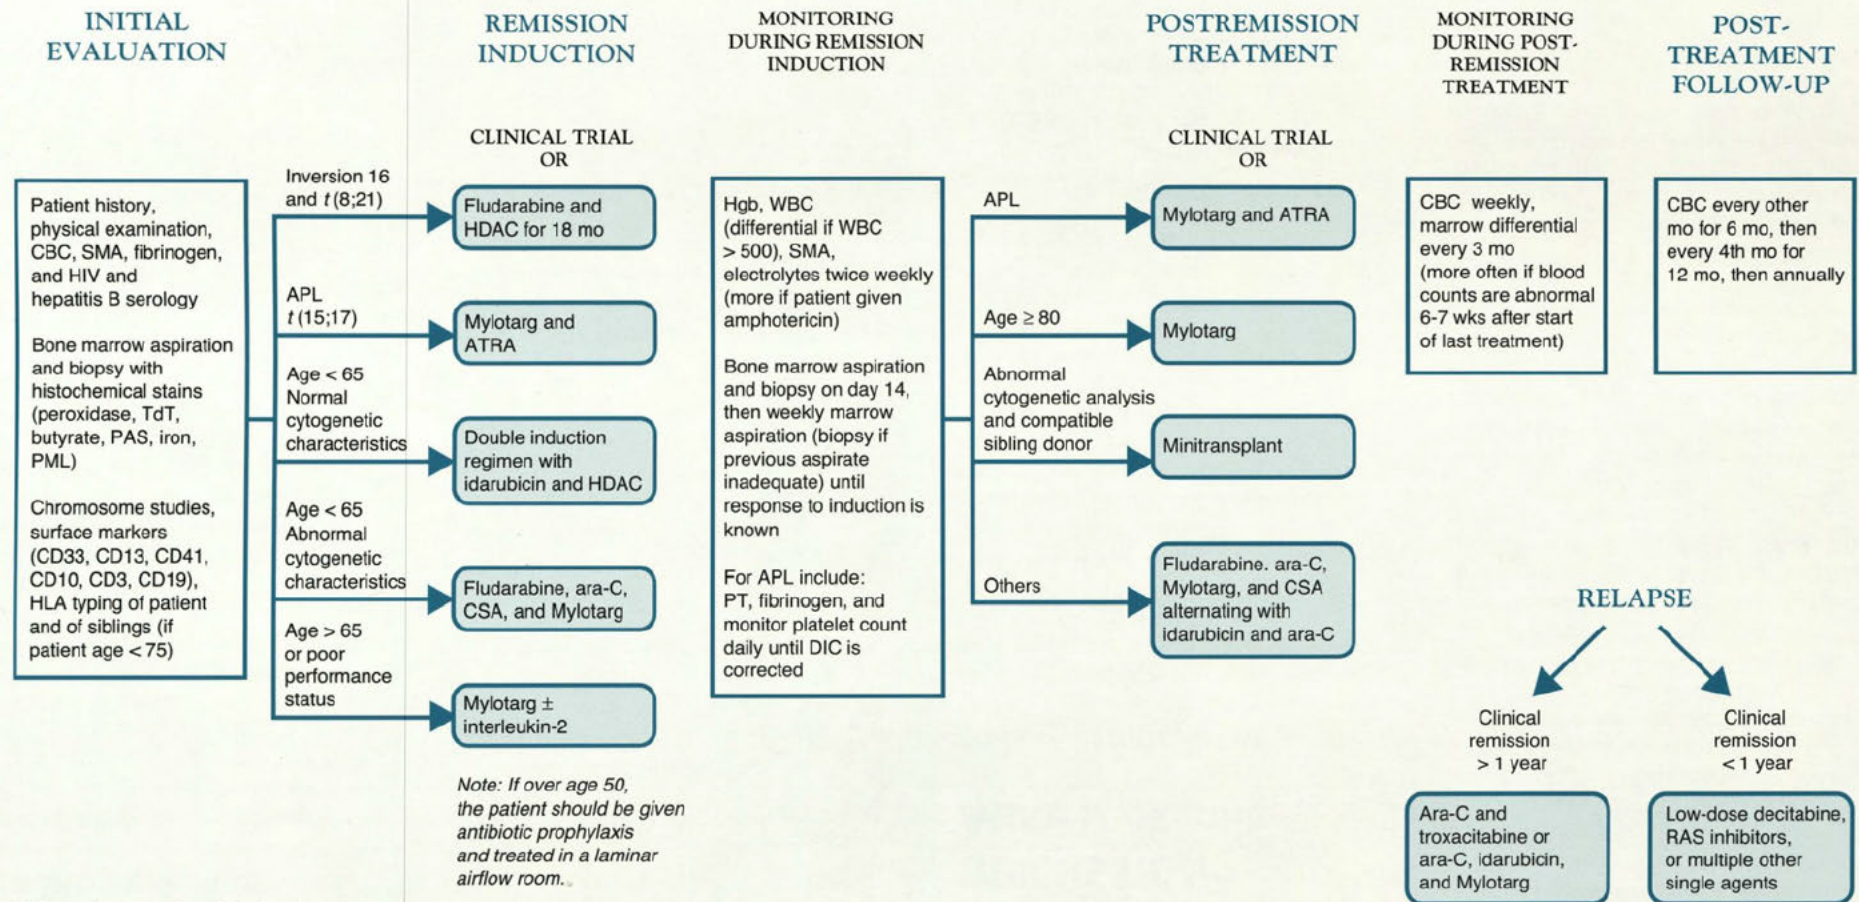 INITIAL
EVALUATION
Patient history,
physical examination,
CBC, SMA, fibrinogen,
and HIV and
hepatitis B serology
Bone marrow aspiration
and biopsy with
histochemical stains
(peroxidase, TdT,
butyrate, PAS, iron,
PML)
Chromosome studies,
surface markers
(CD33, CD13, CD41,
CD10, CD3, CD19),
HLA typing of patient
and of siblings (if
patient age < 75)
Inversion 16
and t (8;21)
APL
t (15;17)
Age < 65
Normal
cytogenetic
characteristics
Age < 65
Abnormal
cytogenetic
characteristics
Age > 65
or poor
performance
status
REMISSION
INDUCTION
CLINICAL TRIAL
OR
Fludarabine and
HDAC for 18 mo
Mylotarg and
ATRA
Double induction
regimen with
idarubicin and HDAC
Fludarabine, ara-C,
CSA, and Mylotarg
Mylotarg ±
interleukin-2
Note: If over age 50,
the patient should be given
antibiotic prophylaxis
and treated in a laminar
airflow room.
MONITORING
DURING REMISSION
INDUCTION
Hgb, WBC
(differential if WBC
> 500), SMA,
electrolytes twice weekly
(more if patient given
amphotericin)
Bone marrow aspiration
and biopsy on day 14,
then weekly marrow
aspiration (biopsy if
previous aspirate
inadequate) until
response to induction is
known
For APL include:
PT, fibrinogen, and
monitor platelet count
daily until DIC is
corrected
APL
Age ≥ 80
Abnormal
cytogenetic analysis
and compatible
sibling donor
Others
POSTREMISSION
TREATMENT
CLINICAL TRIAL
OR
Mylotarg and ATRA
Mylotarg
Minitransplant
Fludarabine. ara-C,
Mylotarg, and CSA
alternating with
idarubicin and ara-C
MONITORING
DURING POST-
REMISSION
TREATMENT
CBC weekly,
marrow differential
every 3 mo
(more often if blood
counts are abnormal
6-7 wks after start
of last treatment)
POST-
TREATMENT
FOLLOW-UP
CBC every other
mo for 6 mo, then
every 4th mo for
12 mo, then annually
RELAPSE
Clinical
remission
> 1 year
Ara-C and
troxacitabine or
ara-C, idarubicin,
and Mylotarg
Clinical
remission
< 1 year
Low-dose decitabine,
RAS inhibitors,
or multiple other
single agents